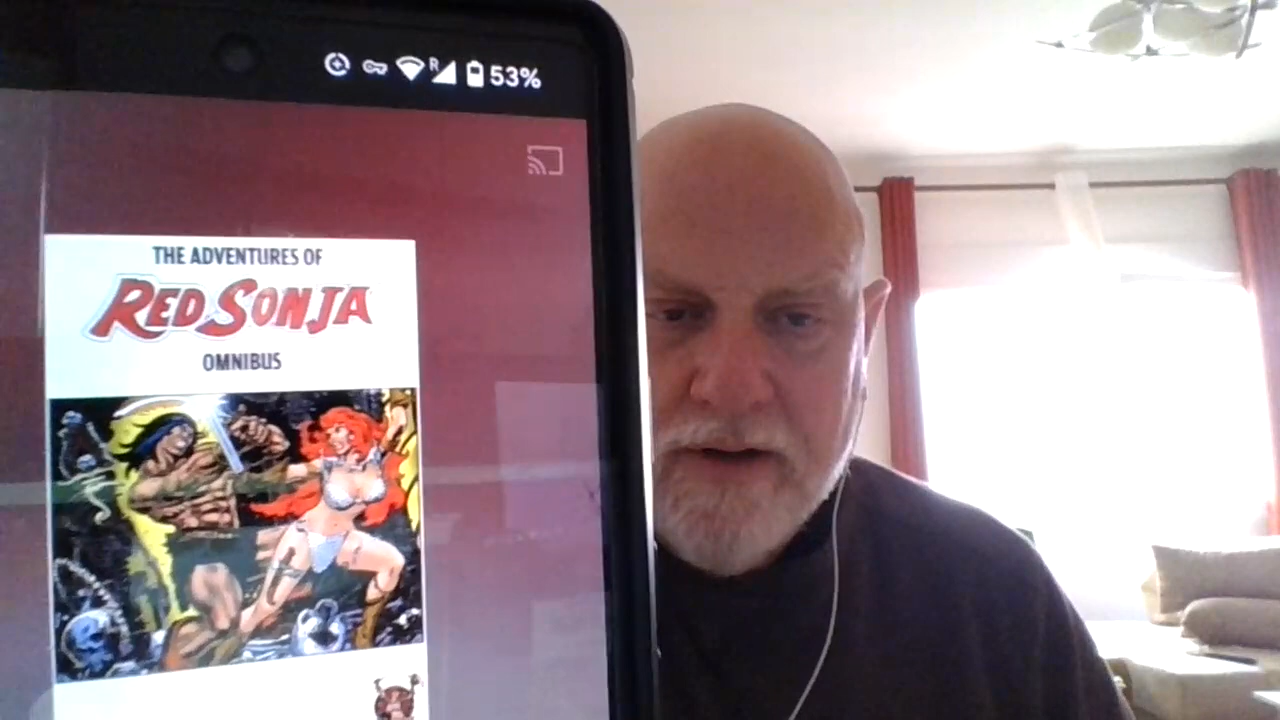 R 53%
THE ADVENTURES OF
RED SONJA
OMNIBUS